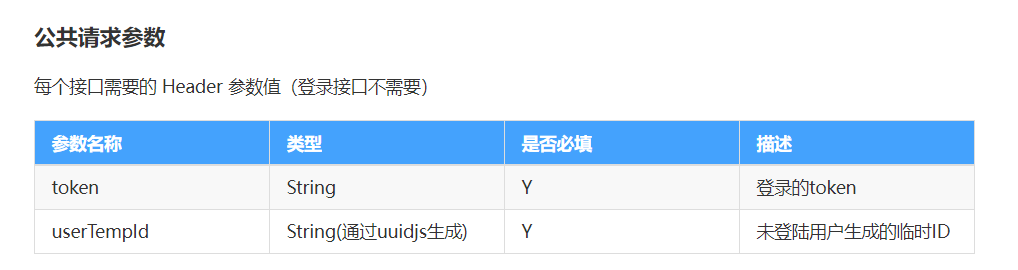 公共请求参数
每个接口需要的 Header 参数值（登录接口不需要）
参数名称 类型 是否必填 描述
token String Y 登录的token
userTempId String(通过uuidjs生成) Y 未登陆用户生成的临时ID